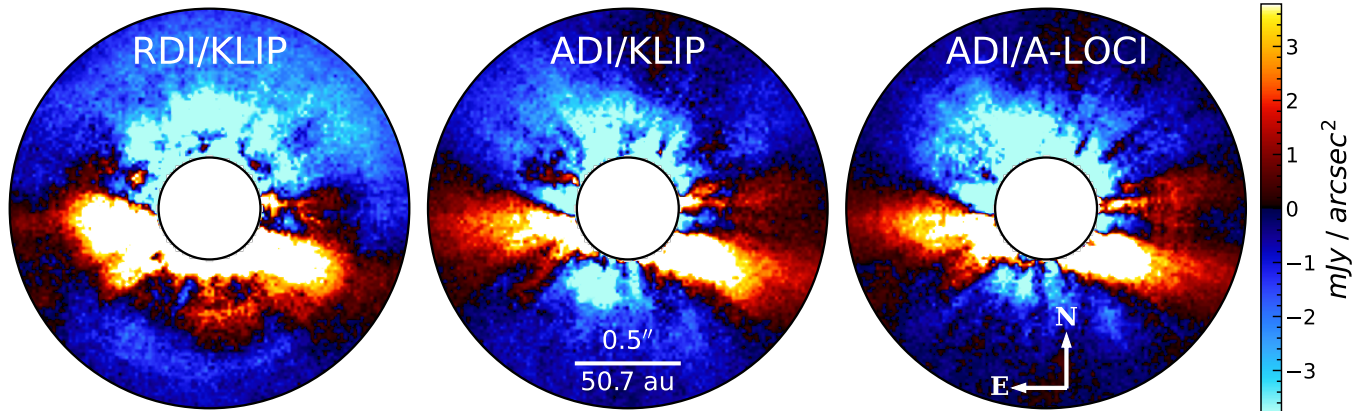 RDI/KLIP
ADI/KLIP
ADI/A-LOCI
0.5″
50.7 au
N
E
3
2
1
0
−1
−2
−3
mJy / arcsec²